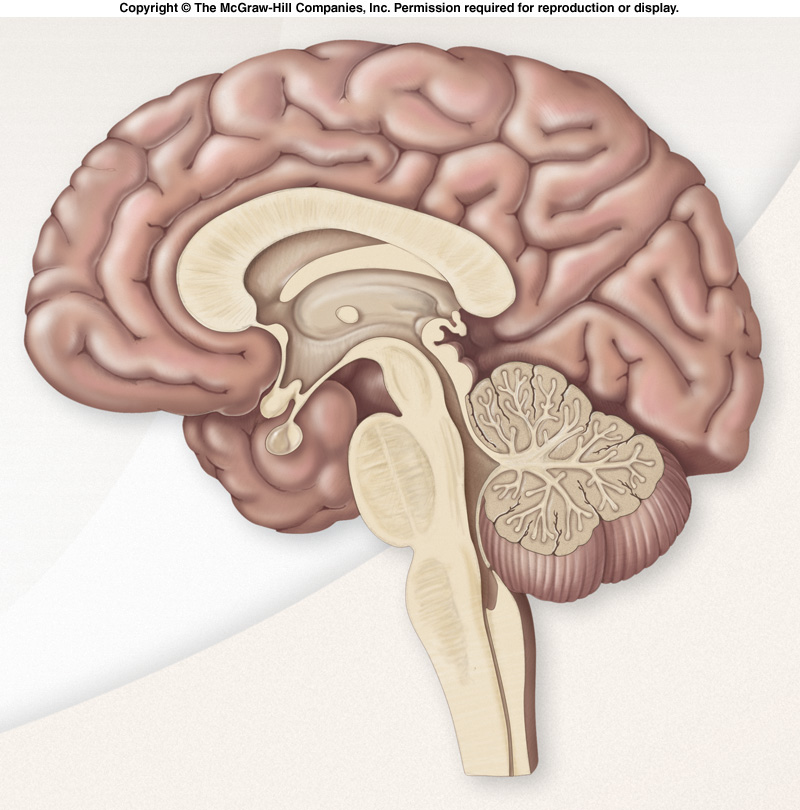 Copyright © The McGraw-Hill Companies, Inc. Permission required for reproduction or display.